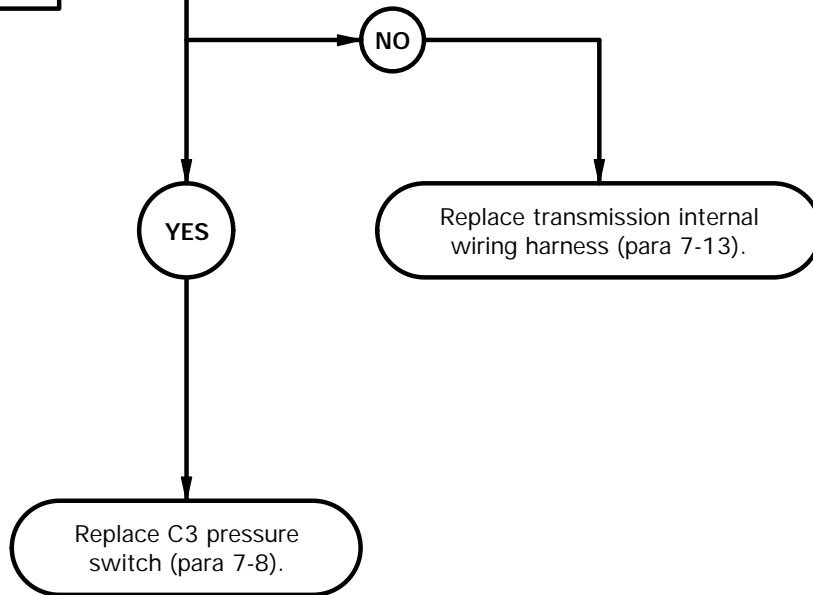 NO
YES
Replace transmission internal
wiring harness (para 7-13).
Replace C3 pressure
switch (para 7-8).